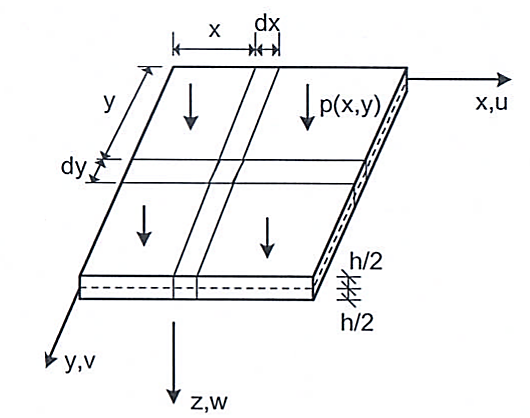 x
dx
x,u
y
p(x,y)
dy
h/2
h/2
y,v
z,w